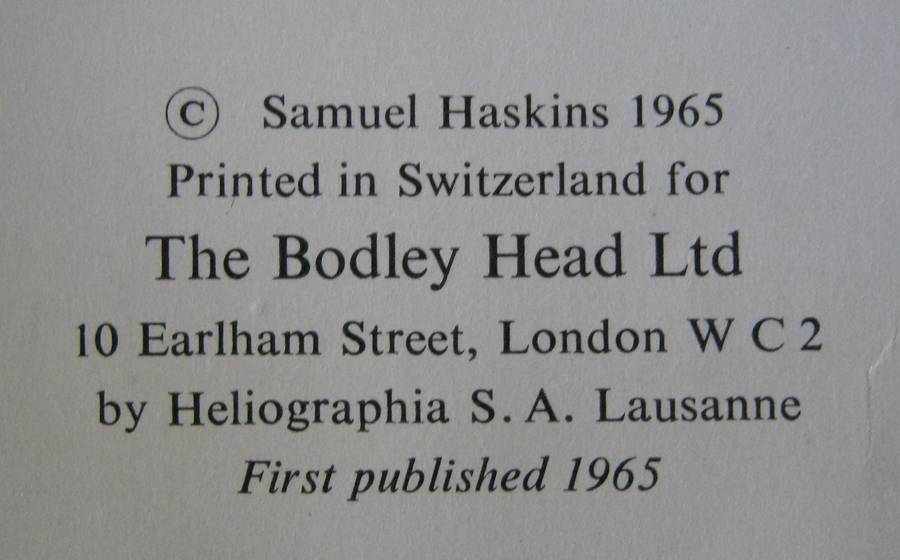 © Samuel Haskins 1965
Printed in Switzerland for
The Bodley Head Ltd
10 Earlham Street, London W C 2
by Heliographia S. A. Lausanne
First published 1965